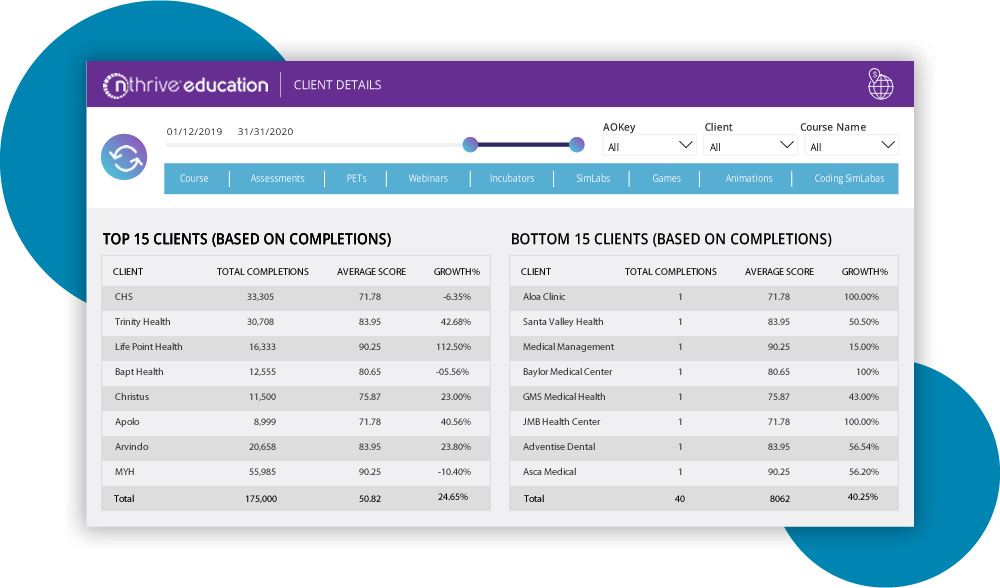 nthrive education CLIENT DETAILS
$
01/12/2019 31/31/2020
AOKey Client Course Name
All All All
Course Assessments PETs Webinars Incubators SimLabs Games Animations Coding SimLabas
TOP 15 CLIENTS (BASED ON COMPLETIONS)
CLIENT TOTAL COMPLETIONS AVERAGE SCORE GROWTH%
CHS 33,305 71.78 -6.35%
Trinity Health 30,708 83.95 42.68%
Life Point Health 16,333 90.25 112.50%
Bapt Health 12,555 80.65 -05.56%
Christus 11,500 75.87 23.00%
Apolo 8,999 71.78 40.56%
Arvindo 20,658 83.95 23.80%
MYH 55,985 90.25 -10.40%
Total 175,000 50.82 24.65%
BOTTOM 15 CLIENTS (BASED ON COMPLETIONS)
CLIENT TOTAL COMPLETIONS AVERAGE SCORE GROWTH%
Aloa Clinic 1 71.78 100.00%
Santa Valley Health 1 83.95 50.50%
Medical Management 1 90.25 15.00%
Baylor Medical Center 1 80.65 100%
GMS Medical Health 1 75.87 43.00%
JMB Health Center 1 71.78 100.00%
Adventise Dental 1 83.95 56.54%
Asca Medical 1 90.25 56.20%
Total 40 8062 40.25%